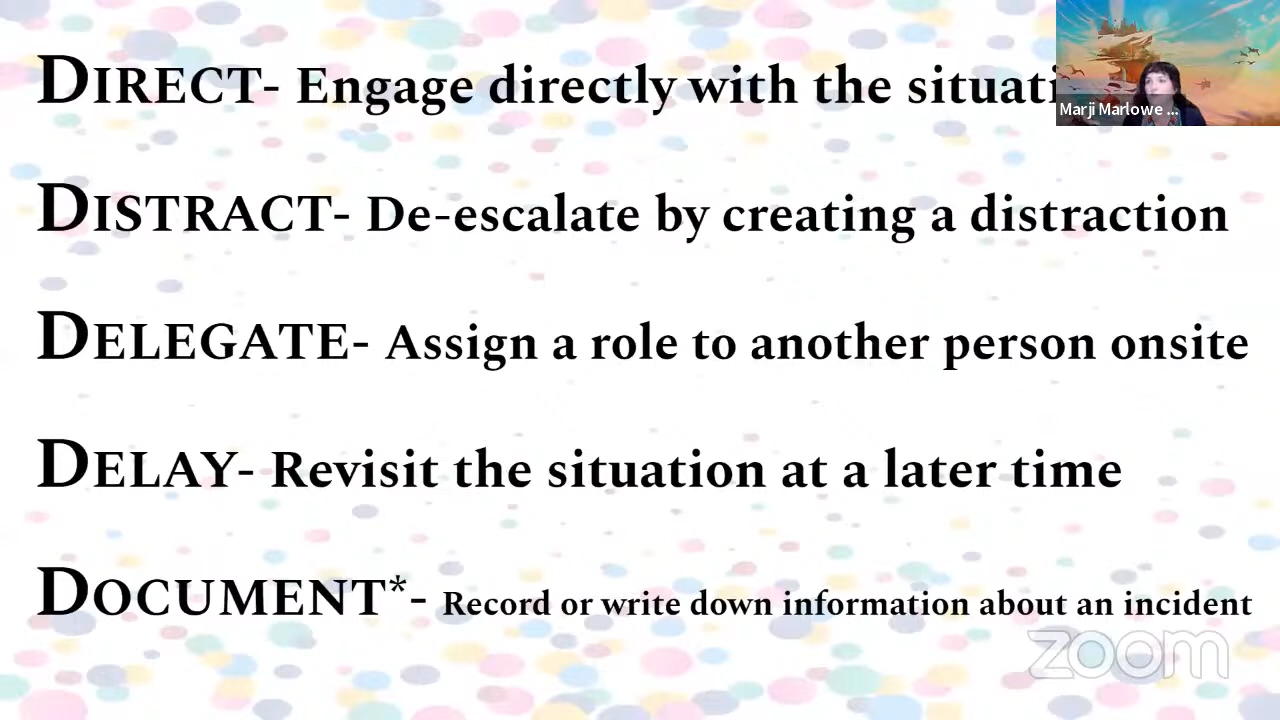 DIRECT- Engage directly with the
DISTRACT- De-escalate by creating a distraction
DELEGATE- Assign a role to another person onsite
DELAY- Revisit the situation at a later time
DOCUMENT*- Record or write down information about an incident
Marji Marlowe ...
zoom